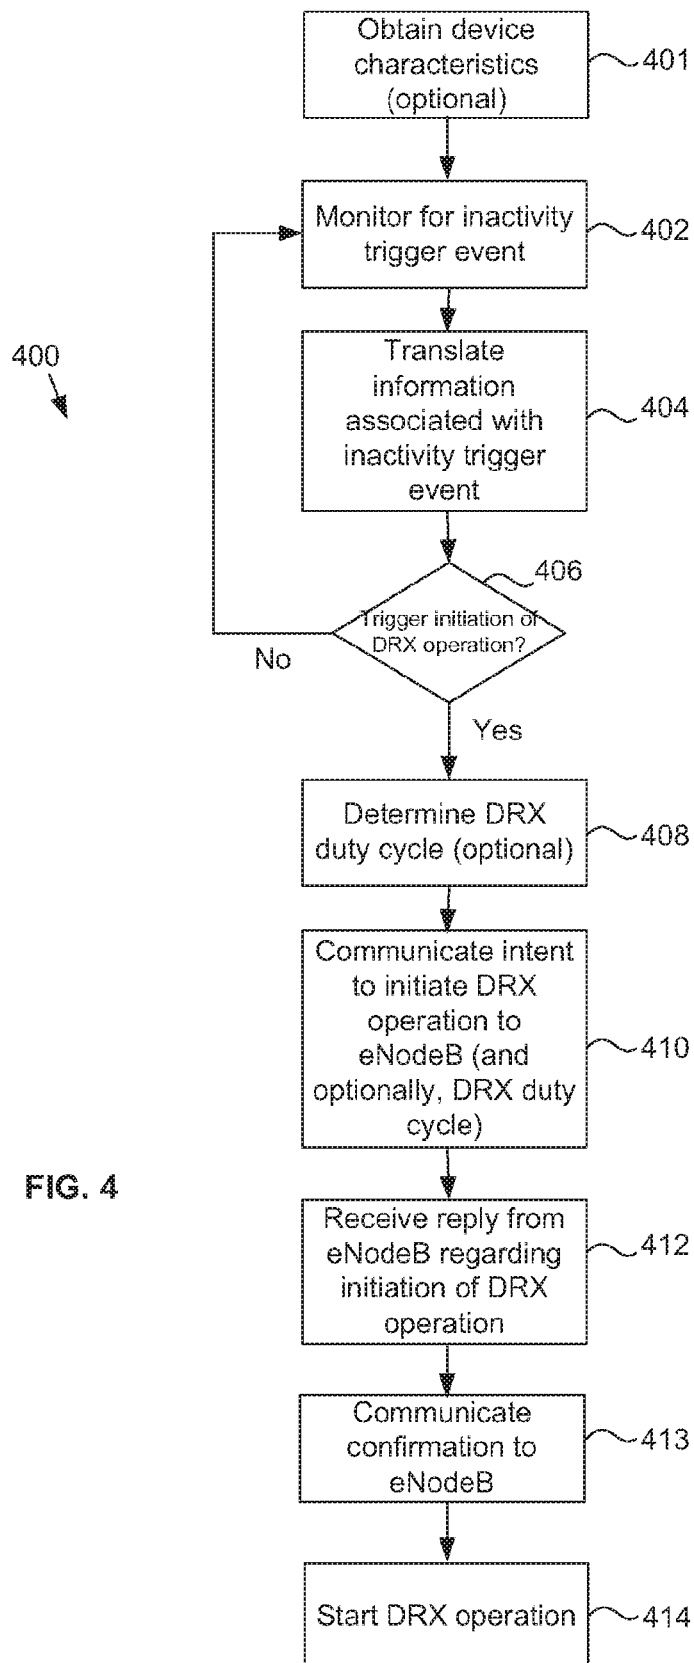 Obtain device
characteristics
(optional)
401
Monitor for inactivity
trigger event
402
400
Translate
information
associated with
inactivity trigger
event
404
406
Trigger initiation of
DRX operation?
No
Yes
Determine DRX
duty cycle (optional)
408
Communicate intent
to initiate DRX
operation to
eNodeB (and
optionally, DRX duty
cycle)
410
FIG. 4
Receive reply from
eNodeB regarding
initiation of DRX
operation
412
Communicate
confirmation to
eNodeB
413
Start DRX operation
414